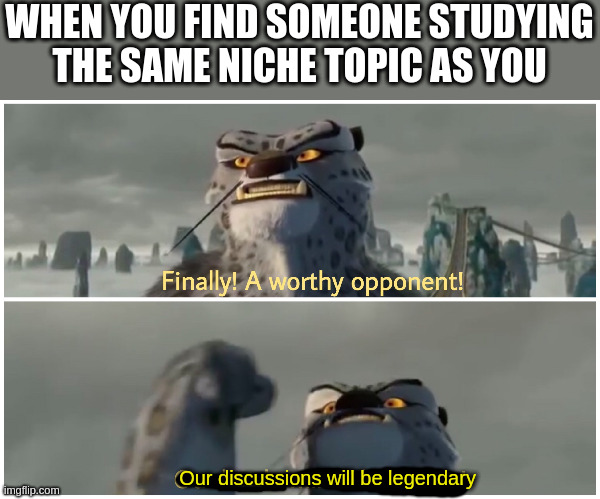 WHEN YOU FIND SOMEONE STUDYING
THE SAME NICHE TOPIC AS YOU
Finally! A worthy opponent!
Our discussions will be legendary
imgflip.com